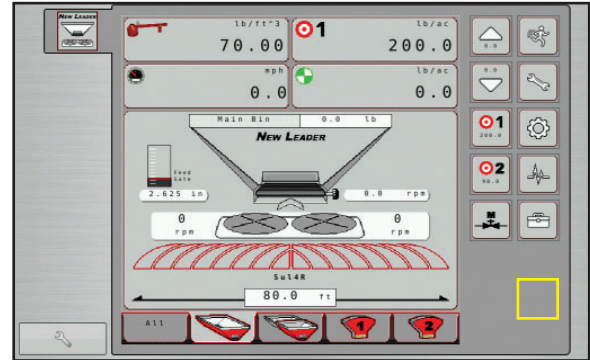 NEW LEADER
lb/ft^3
70.00
1
lb/ac
200.0
mph
0.0
lb/ac
0.0
0.0
0.0
1
200.0
2
90.0
M
Main Bin 0.0 lb
NEW LEADER
Feed
Gate
2.625 in
0.0 rpm
0
rpm
0
rpm
Sul4R
80.0 ft
All
1
2